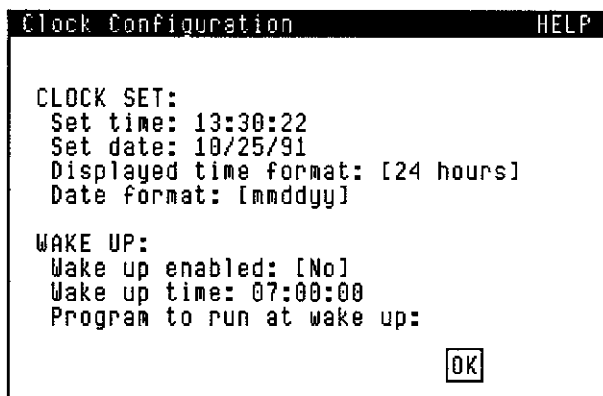 Clock Configuration HELP
CLOCK SET:
Set time: 13:30:22
Set date: 10/25/91
Displayed time format: [24 hours]
Date format: [mmddyy]
WAKE UP:
Wake up enabled: [No]
Wake up time: 07:00:00
Program to run at wake up:
OK